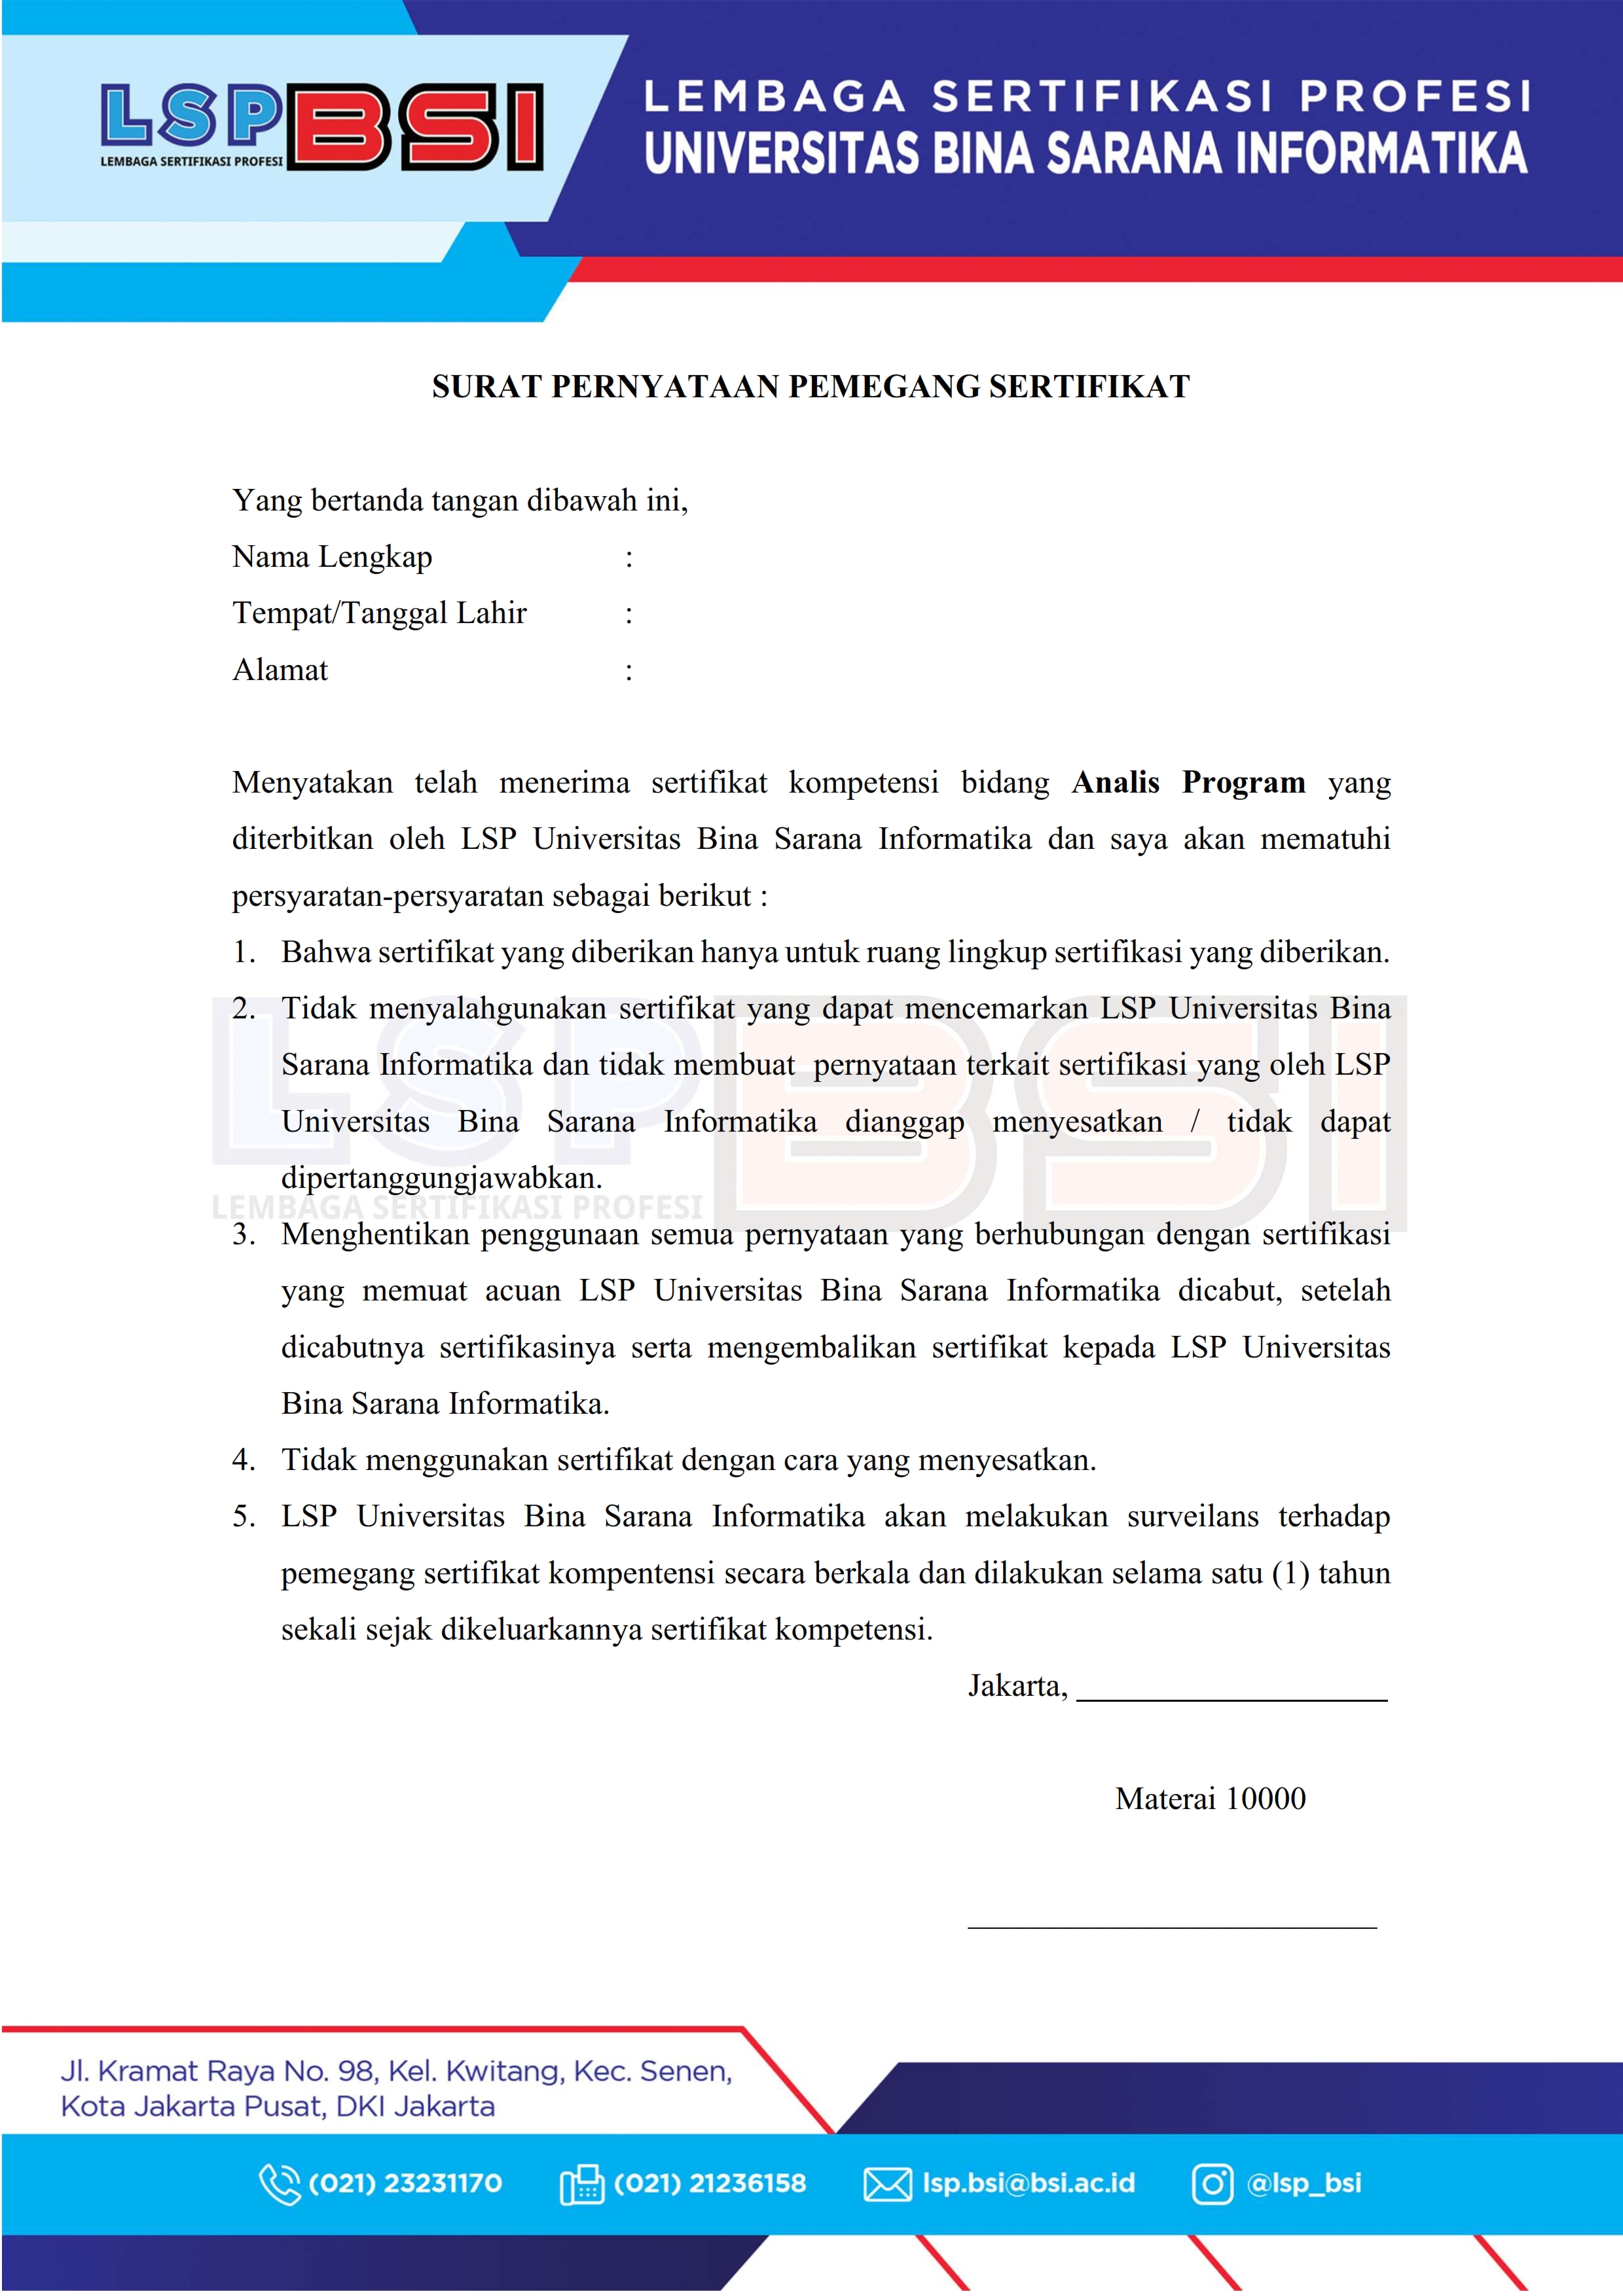 LSP BSI
LEMBAGA SERTIFIKASI PROFESI
LEMBAGA SERTIFIKASI PROFESI
UNIVERSITAS BINA SARANA INFORMATIKA
SURAT PERNYATAAN PEMEGANG SERTIFIKAT
Yang bertanda tangan dibawah ini,
Nama Lengkap :
Tempat/Tanggal Lahir :
Alamat :
Menyatakan telah menerima sertifikat kompetensi bidang Analis Program yang
diterbitkan oleh LSP Universitas Bina Sarana Informatika dan saya akan mematuhi
persyaratan-persyaratan sebagai berikut :
1. Bahwa sertifikat yang diberikan hanya untuk ruang lingkup sertifikasi yang diberikan.
2. Tidak menyalahgunakan sertifikat yang dapat mencemarkan LSP Universitas Bina
Sarana Informatika dan tidak membuat pernyataan terkait sertifikasi yang oleh LSP
Universitas Bina Sarana Informatika dianggap menyesatkan / tidak dapat
dipertanggungjawabkan.
LSP BSI
LEMBAGA SERTIFIKASI PROFESI
3. Menghentikan penggunaan semua pernyataan yang berhubungan dengan sertifikasi
yang memuat acuan LSP Universitas Bina Sarana Informatika dicabut, setelah
dicabutnya sertifikasinya serta mengembalikan sertifikat kepada LSP Universitas
Bina Sarana Informatika.
4. Tidak menggunakan sertifikat dengan cara yang menyesatkan.
5. LSP Universitas Bina Sarana Informatika akan melakukan surveilans terhadap
pemegang sertifikat kompentensi secara berkala dan dilakukan selama satu (1) tahun
sekali sejak dikeluarkannya sertifikat kompetensi.
Jakarta, ____________________
Materai 10000
Jl. Kramat Raya No. 98, Kel. Kwitang, Kec. Senen,
Kota Jakarta Pusat, DKI Jakarta
(021) 23231170 (021) 21236158 lsp.bsi@bsi.ac.id @lsp_bsi